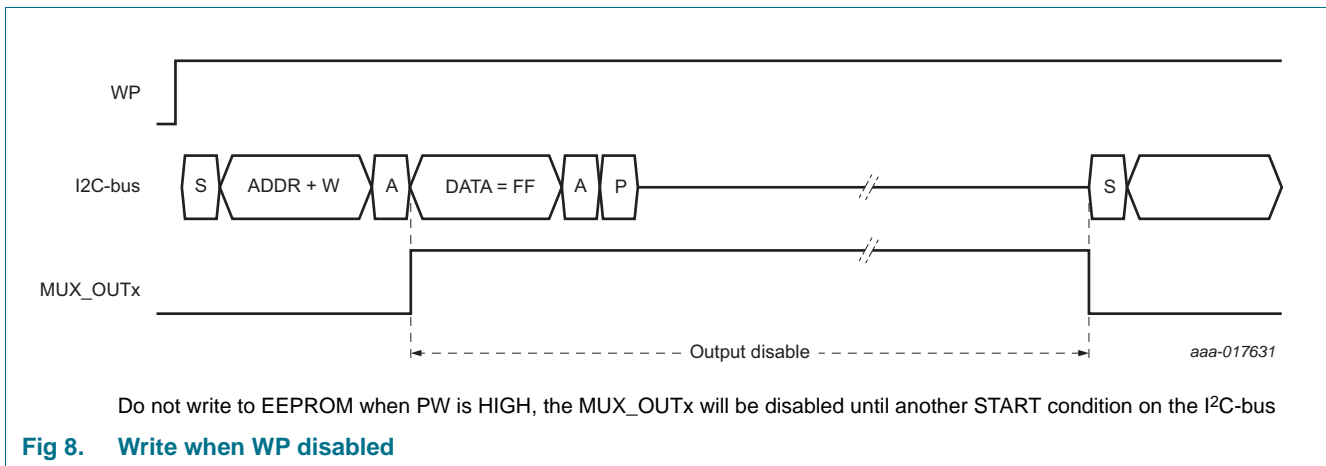 WP
I2C-bus
S ADDR + W A DATA = FF A P S
MUX_OUTx
Output disable
aaa-017631
Do not write to EEPROM when PW is HIGH, the MUX_OUTx will be disabled until another START condition on the I²C-bus
Fig 8. Write when WP disabled